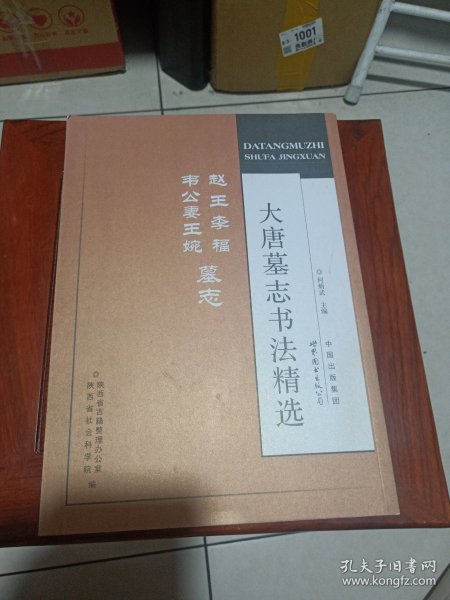 1001
DATANGMUZHI
SHUFA JINGXUAN
大唐墓志书法精选
◎何炳武 主编
中国出版集团
世界图书出版公司
赵王李福
韦公妻王婉
墓志
◎陕西省古籍整理办公室
陕西省社会科学院 编
孔夫子旧书网
www.kongfz.com